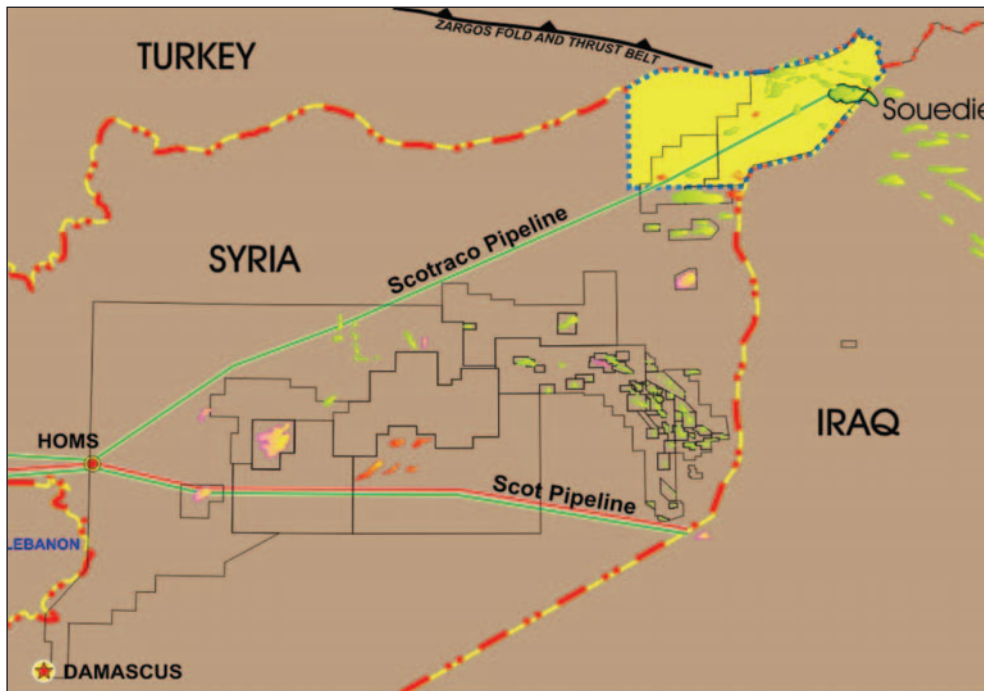 ZARGOS FOLD AND THRUST BELT
TURKEY
Souedie
Scotraco Pipeline
SYRIA
IRAQ
HOMS
Scot Pipeline
LEBANON
DAMASCUS